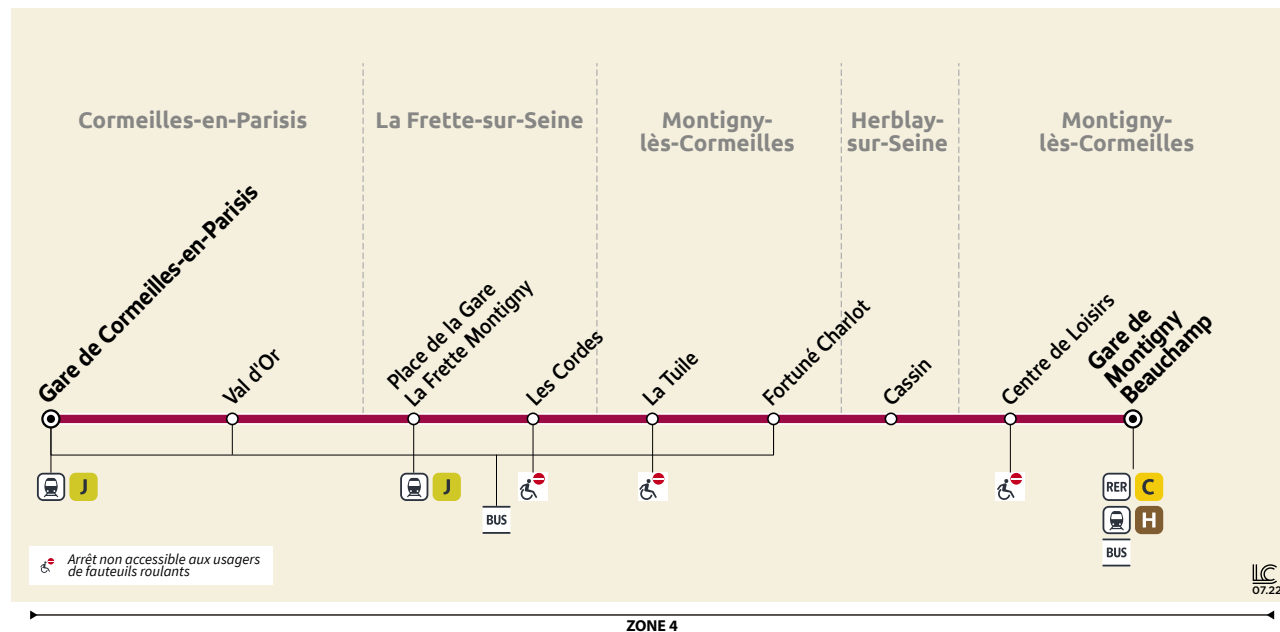 Cormeilles-en-Parisis
La Frette-sur-Seine
Montigny-
lès-Cormeilles
Herblay-
sur-Seine
Montigny-
lès-Cormeilles
Gare de Cormeilles-en-Parisis
Val d'Or
Place de la Gare
La Frette Montigny
Les Cordes
La Tuile
Fortuné Charlot
Cassin
Centre de Loisirs
Gare de
Montigny
Beauchamp
J
J
BUS
RER C
H
BUS
Arrêt non accessible aux usagers
de fauteuils roulants
LC
07.22
ZONE 4